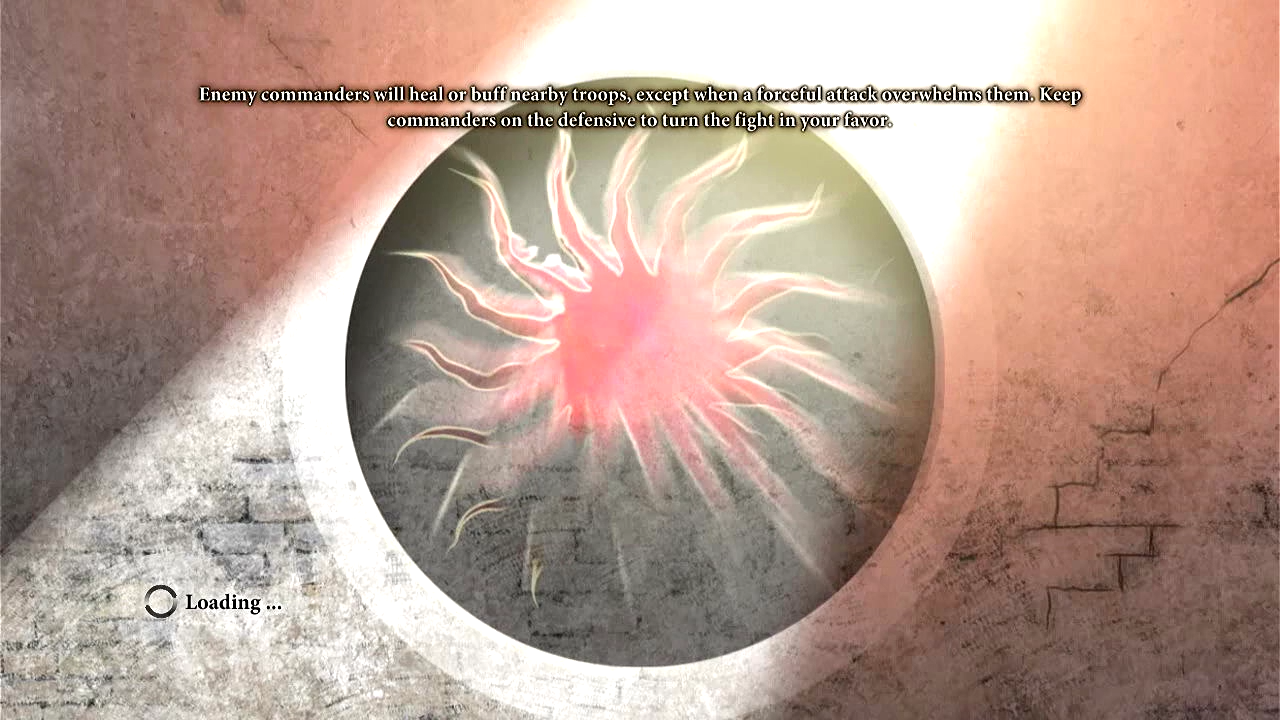 Enemy commanders will heal or buff nearby troops, except when a forceful attack overwhelms them. Keep
commanders on the defensive to turn the fight in your favor.
Loading ...